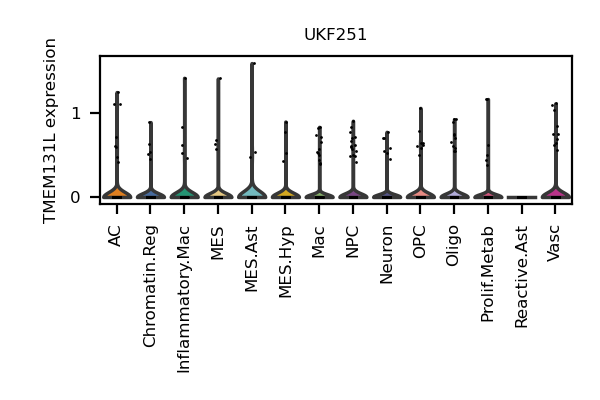 UKF251
TMEM131L expression
1
0
AC
Chromatin.Reg
Inflammatory.Mac
MES
MES.Ast
MES.Hyp
Mac
NPC
Neuron
OPC
Oligo
Prolif.Metab
Reactive.Ast
Vasc